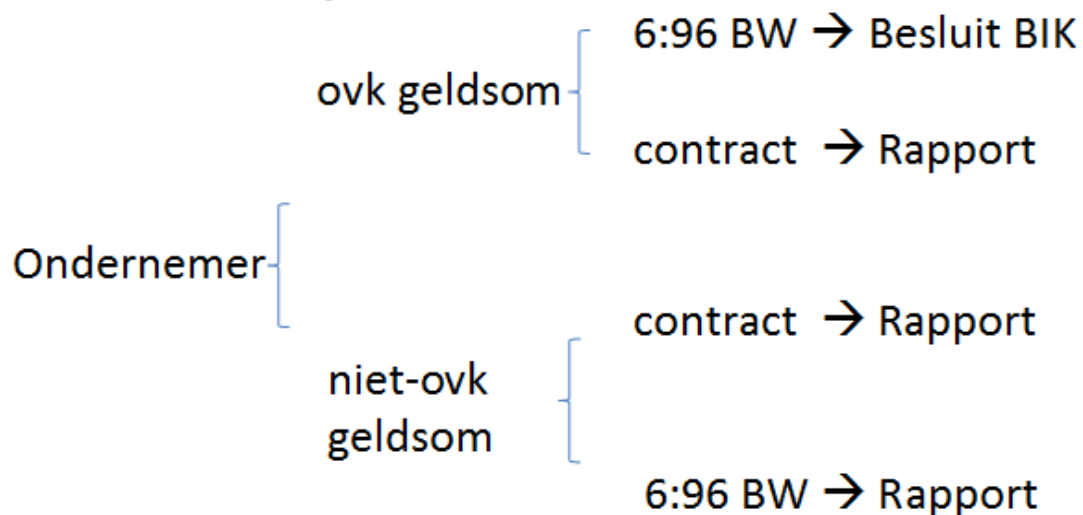 6:96 BW → Besluit BIK
ovk geldsom
contract → Rapport
Ondernemer
contract → Rapport
niet-ovk
geldsom
6:96 BW → Rapport